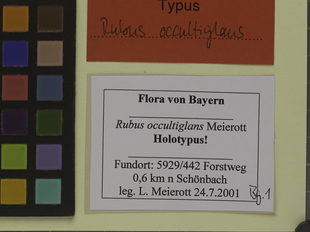 Typus
Rubus occultiglans
Flora von Bayern
Rubus occultiglans Meierott
Holotypus!
Fundort: 5929/442 Forstweg
0,6 km n Schönbach
leg. L. Meierott 24.7.2001